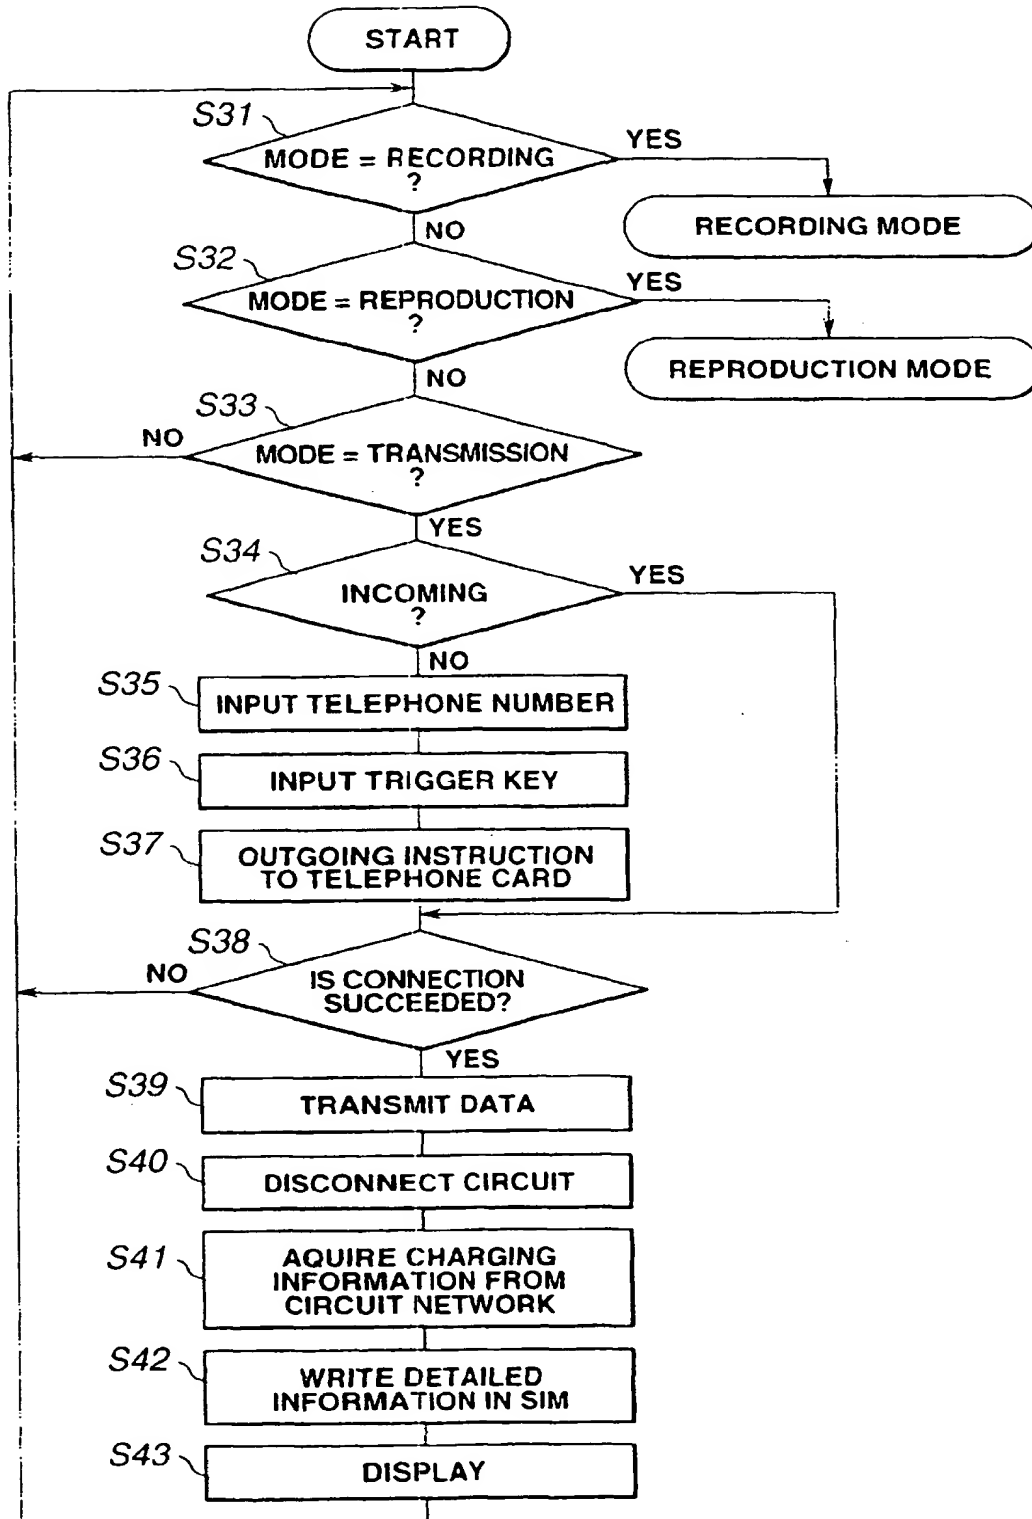 START
S31
MODE = RECORDING
?
YES
RECORDING MODE
NO
S32
MODE = REPRODUCTION
?
YES
REPRODUCTION MODE
NO
S33
NO
MODE = TRANSMISSION
?
YES
S34
INCOMING
?
YES
NO
S35
INPUT TELEPHONE NUMBER
S36
INPUT TRIGGER KEY
S37
OUTGOING INSTRUCTION
TO TELEPHONE CARD
S38
NO
IS CONNECTION
SUCCEEDED?
YES
S39
TRANSMIT DATA
S40
DISCONNECT CIRCUIT
S41
AQUIRE CHARGING
INFORMATION FROM
CIRCUIT NETWORK
S42
WRITE DETAILED
INFORMATION IN SIM
S43
DISPLAY